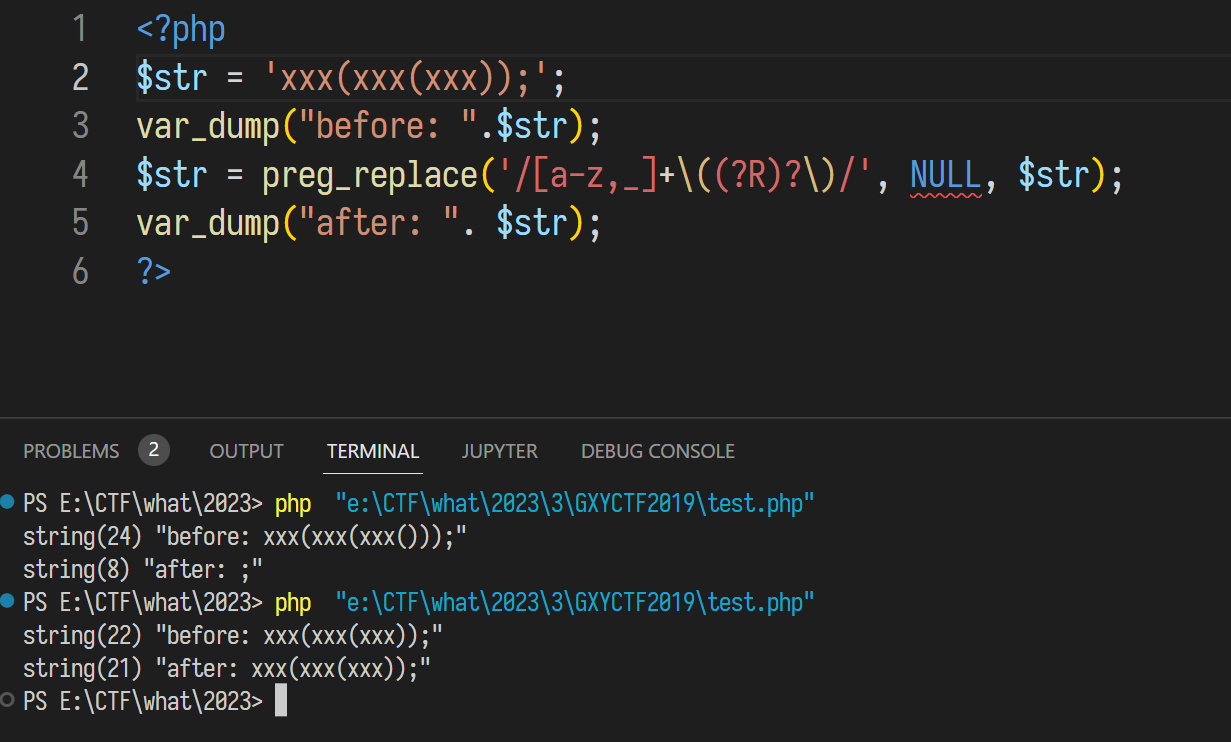 1 <?php
2 $str = 'xxx(xxx(xxx));';
3 var_dump("before: ".$str);
4 $str = preg_replace('/[a-z,_]+\((?R)?\)/', NULL, $str);
5 var_dump("after: ". $str);
6 ?>
PROBLEMS 2 OUTPUT TERMINAL JUPYTER DEBUG CONSOLE
PS E:\CTF\what\2023> php "e:\CTF\what\2023\3\GXYCTF2019\test.php"
string(24) "before: xxx(xxx(xxx()));"
string(8) "after: ;"
PS E:\CTF\what\2023> php "e:\CTF\what\2023\3\GXYCTF2019\test.php"
string(22) "before: xxx(xxx(xxx));"
string(21) "after: xxx(xxx(xxx));"
PS E:\CTF\what\2023>